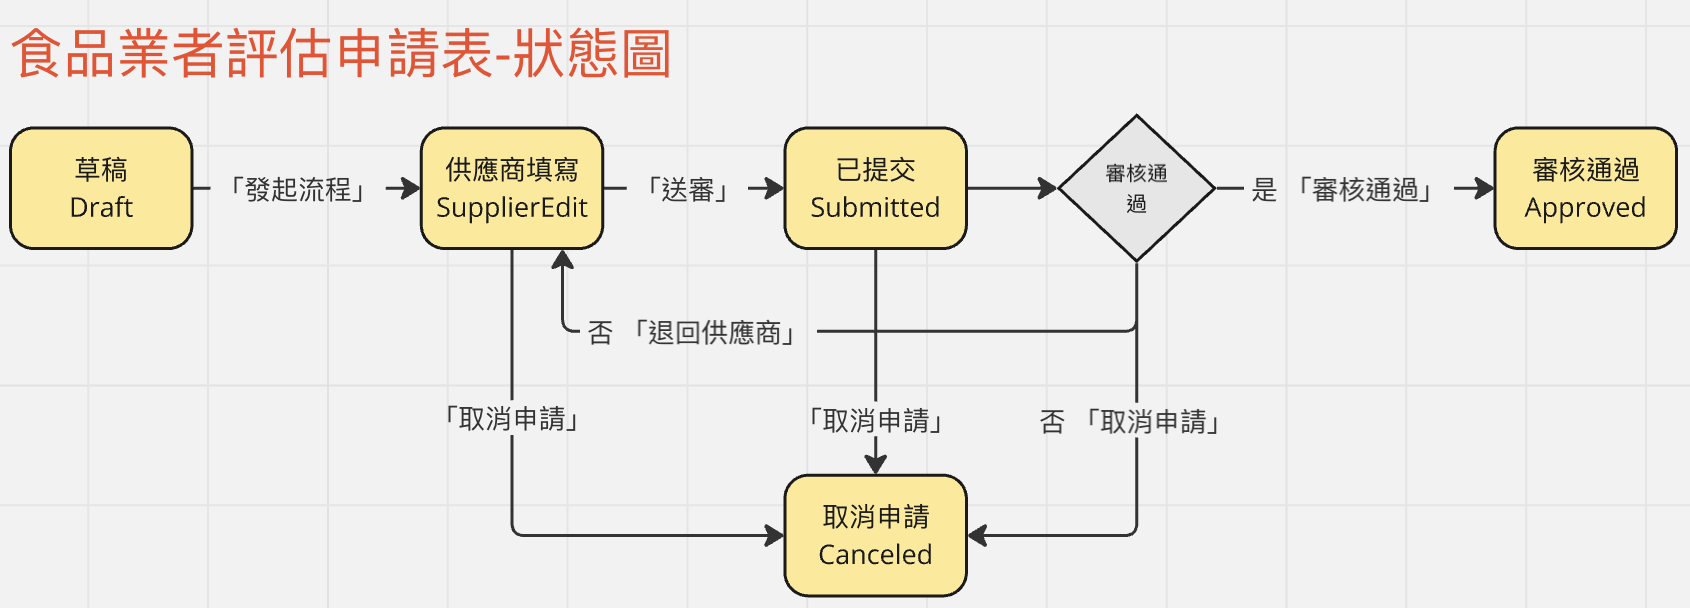 食品業者評估申請表-狀態圖
草稿
Draft
「發起流程」
供應商填寫
SupplierEdit
「送審」
已提交
Submitted
審核通
過
是 「審核通過」
審核通過
Approved
否 「退回供應商」
「取消申請」
「取消申請」
否 「取消申請」
取消申請
Canceled